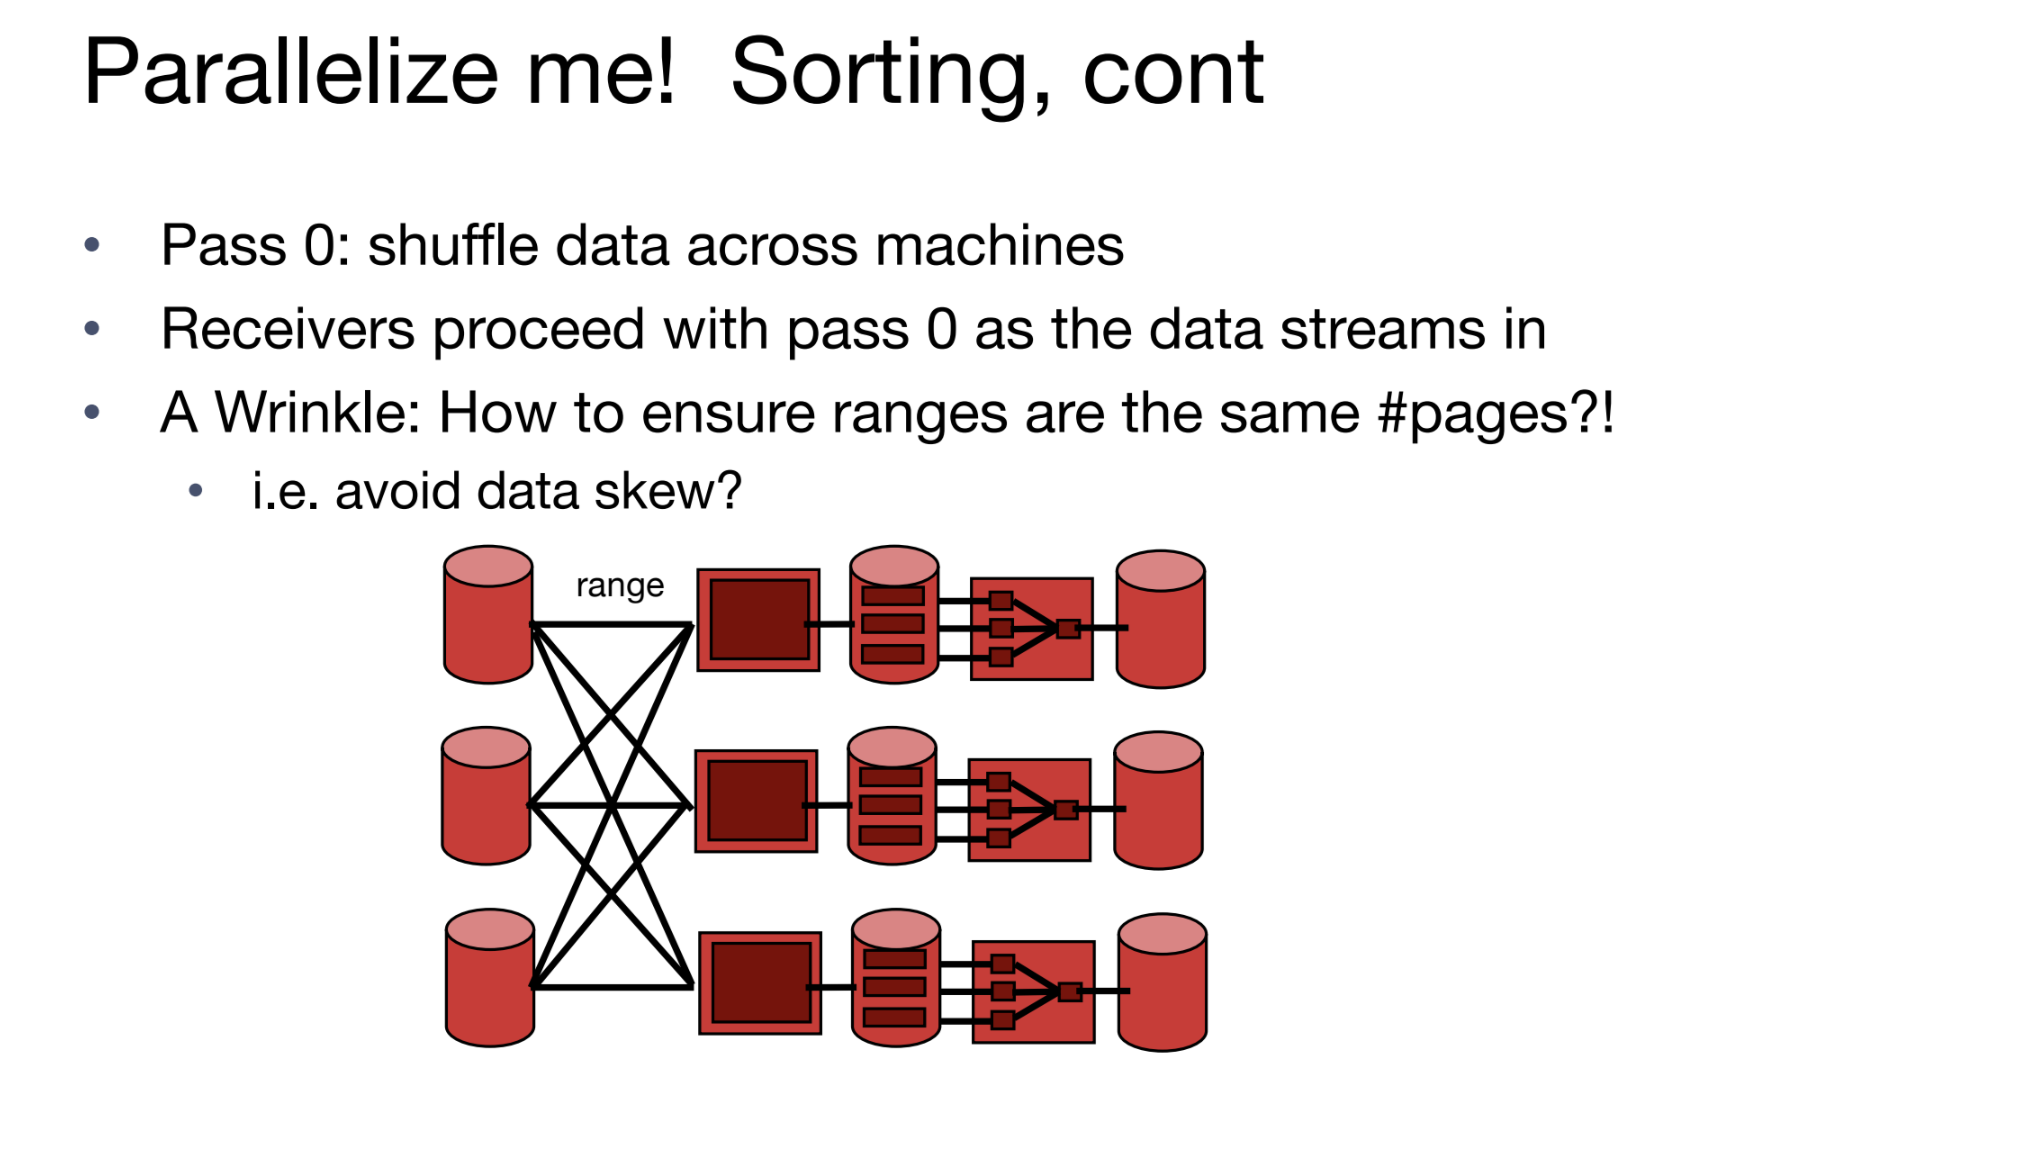 Parallelize me!  Sorting, cont
• Pass 0: shuffle data across machines
• Receivers proceed with pass 0 as the data streams in
• A Wrinkle: How to ensure ranges are the same #pages?!
• i.e. avoid data skew?
range